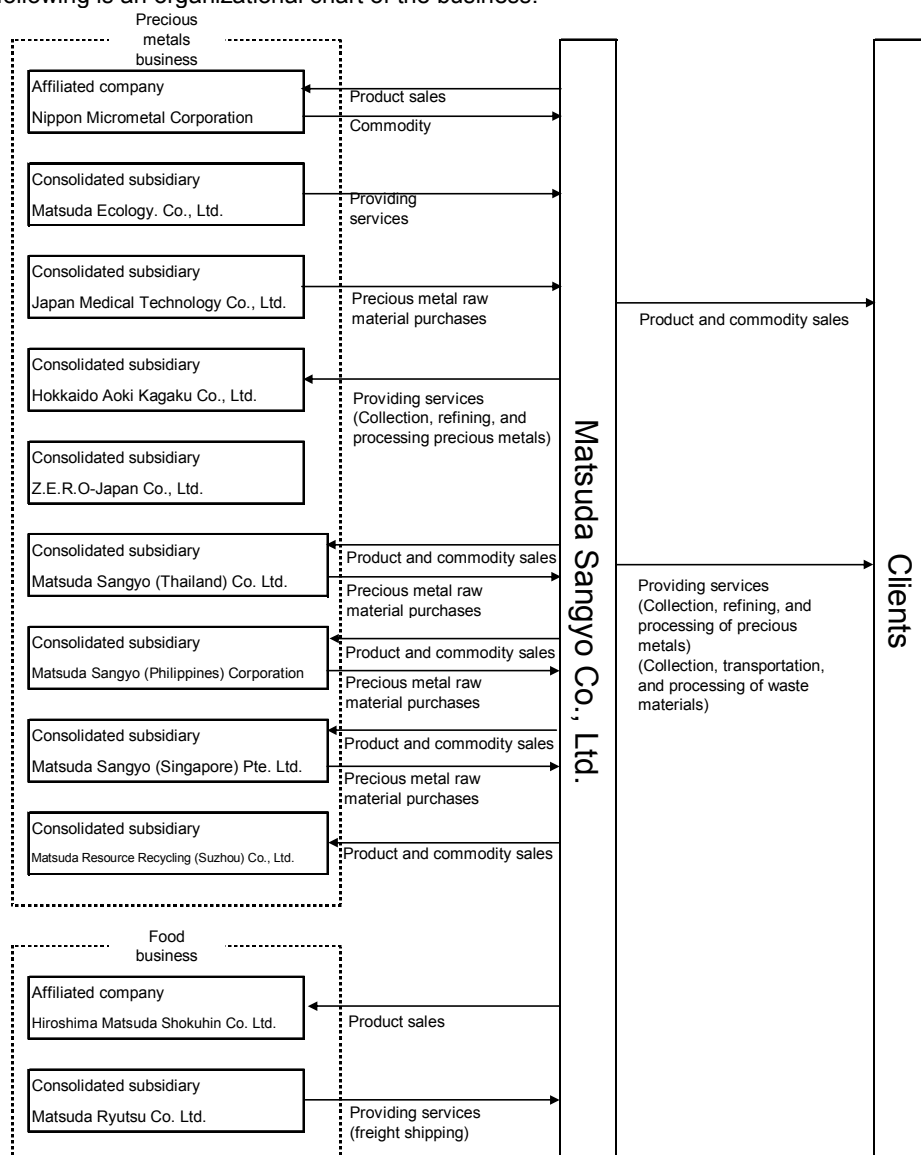 following is an organizational chart of the business.
Precious
metals
business
Affiliated company
Nippon Micrometal Corporation
Product sales
Commodity
Consolidated subsidiary
Matsuda Ecology. Co., Ltd.
Providing
services
Consolidated subsidiary
Japan Medical Technology Co., Ltd.
Precious metal raw
material purchases
Consolidated subsidiary
Hokkaido Aoki Kagaku Co., Ltd.
Providing services
(Collection, refining, and
processing precious metals)
Consolidated subsidiary
Z.E.R.O-Japan Co., Ltd.
Consolidated subsidiary
Matsuda Sangyo (Thailand) Co. Ltd.
Product and commodity sales
Precious metal raw
material purchases
Consolidated subsidiary
Matsuda Sangyo (Philippines) Corporation
Product and commodity sales
Precious metal raw
material purchases
Consolidated subsidiary
Matsuda Sangyo (Singapore) Pte. Ltd.
Product and commodity sales
Precious metal raw
material purchases
Consolidated subsidiary
Matsuda Resource Recycling (Suzhou) Co., Ltd.
Product and commodity sales
Food
business
Affiliated company
Hiroshima Matsuda Shokuhin Co. Ltd.
Product sales
Consolidated subsidiary
Matsuda Ryutsu Co. Ltd.
Providing services
(freight shipping)
Matsuda Sangyo Co., Ltd.
Product and commodity sales
Providing services
(Collection, refining, and
processing of precious
metals)
(Collection, transportation,
and processing of waste
materials)
Clients